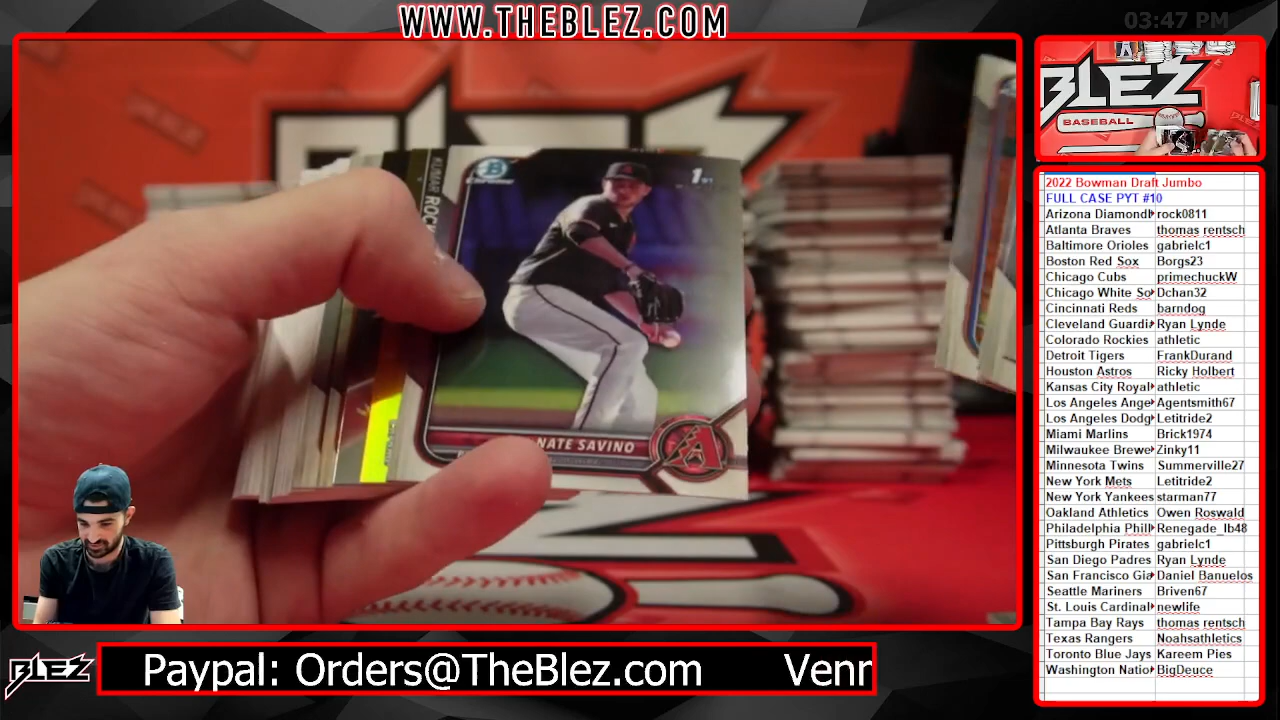 WWW.THEBLEZ.COM
03:47 PM
BLEZ
BASEBALL
KUMAR ROCK
Chrome
1ST
NATE SAVINO
2022 Bowman Draft Jumbo
FULL CASE PYT #10
Arizona Diamondl rock0811
Atlanta Braves thomas rentsch
Baltimore Orioles gabrielc1
Boston Red Sox Borgs23
Chicago Cubs primechuckW
Chicago White So Dchan32
Cincinnati Reds barndog
Cleveland Guardi Ryan Lynde
Colorado Rockies athletic
Detroit Tigers FrankDurand
Houston Astros Ricky Holbert
Kansas City Royal athletic
Los Angeles Ange Agentsmith67
Los Angeles Dodg Letitride2
Miami Marlins Brick1974
Milwaukee Brewe Zinky11
Minnesota Twins Summerville27
New York Mets Letitride2
New York Yankees starman77
Oakland Athletics Owen Roswald
Philadelphia Phill Renegade_lb48
Pittsburgh Pirates gabrielc1
San Diego Padres Ryan Lynde
San Francisco Gia Daniel Banuelos
Seattle Mariners Briven67
St. Louis Cardinal newlife
Tampa Bay Rays thomas rentsch
Texas Rangers Noahsathletics
Toronto Blue Jays Kareem Pies
Washington Natio BigDeuce
BLEZ
Paypal: Orders@TheBlez.com Venr